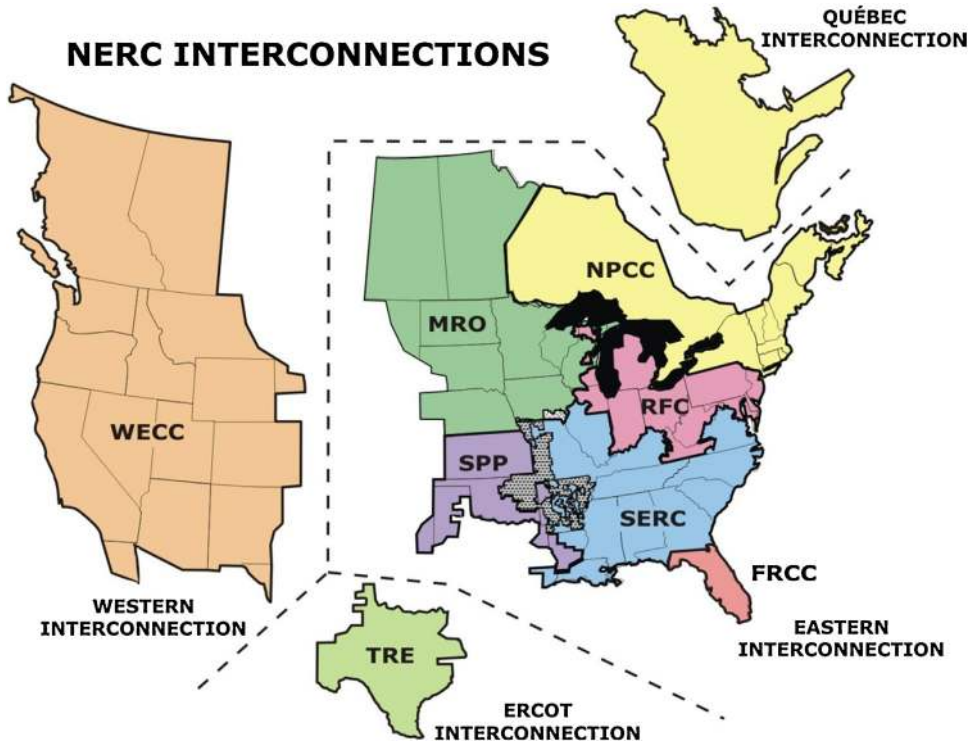 QUÉBEC
INTERCONNECTION
NERC INTERCONNECTIONS
NPCC
MRO
RFC
WECC
SPP
SERC
FRCC
WESTERN
INTERCONNECTION
EASTERN
INTERCONNECTION
TRE
ERCOT
INTERCONNECTION